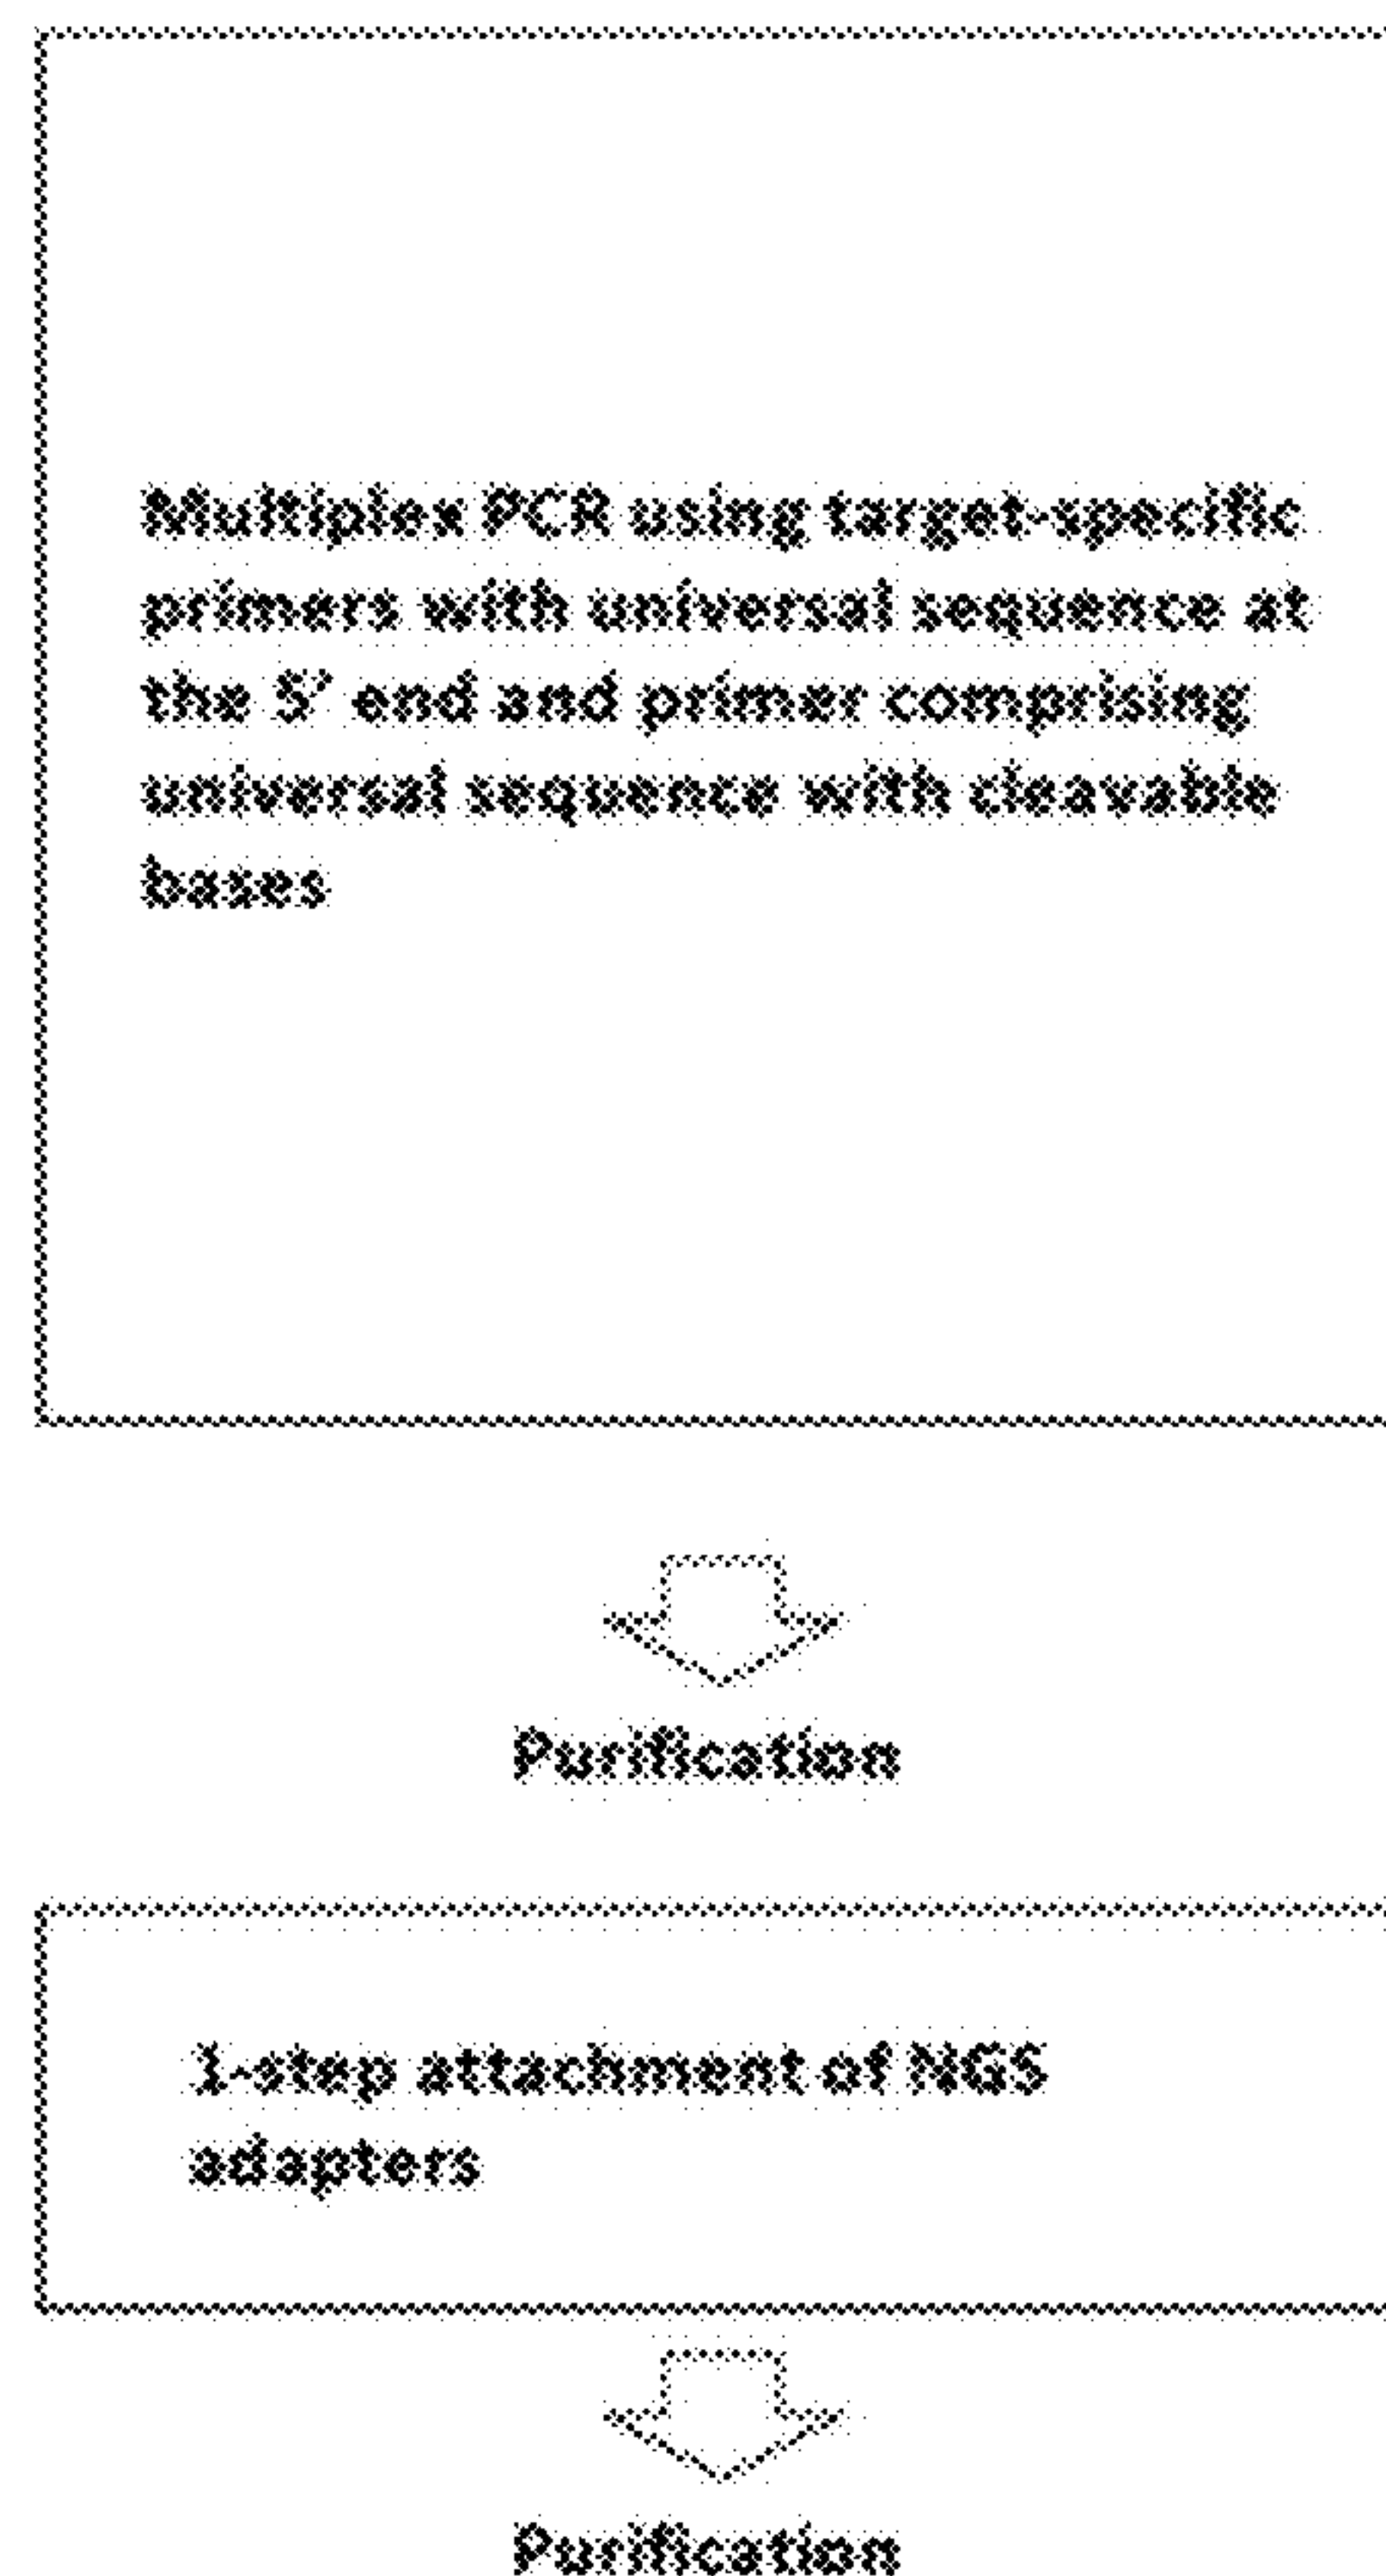 Multiplex PCR using target-specific
primers with universal sequence at
the 5' end and primer comprising
universal sequence with cleavable
bases
Purification
1-step attachment of NGS
adapters
Purification